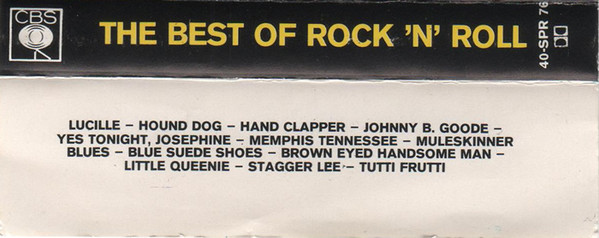 CBS
THE BEST OF ROCK 'N' ROLL
40-SPR 76
LUCILLE – HOUND DOG – HAND CLAPPER – JOHNNY B. GOODE –
YES TONIGHT, JOSEPHINE – MEMPHIS TENNESSEE – MULESKINNER
BLUES – BLUE SUEDE SHOES – BROWN EYED HANDSOME MAN –
LITTLE QUEENIE – STAGGER LEE – TUTTI FRUTTI